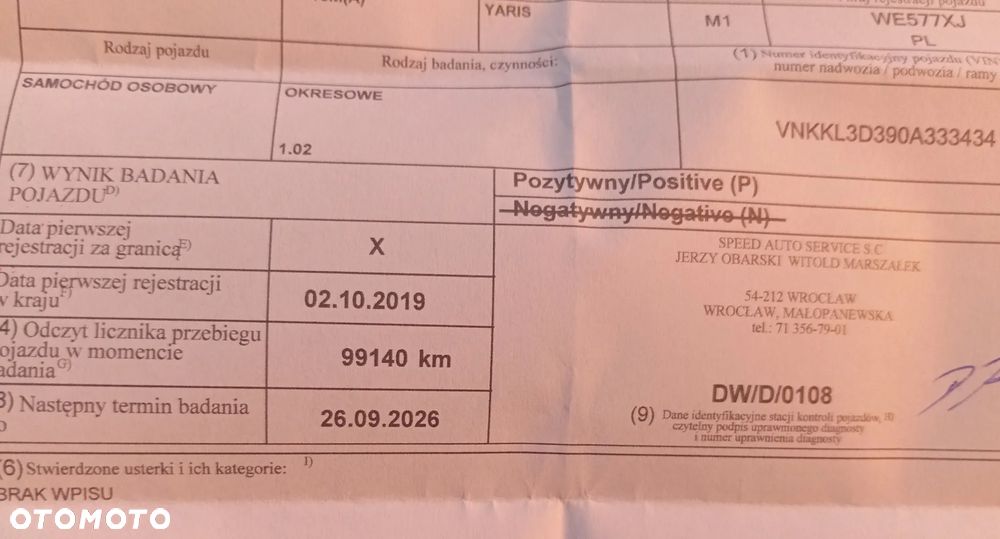 YARIS
M1
WE577XJ
PL
Rodzaj pojazdu
Rodzaj badania, czynności:
(1) Numer identyfikacyjny pojazdu (VIN
numer nadwozia / podwozia / ramy
SAMOCHÓD OSOBOWY
OKRESOWE
1.02
VNKKL3D390A333434
(7) WYNIK BADANIA
POJAZDU D)
Pozytywny/Positive (P)
Negatywny/Negative (N)
Data pierwszej
rejestracji za granicą E)
X
SPEED AUTO SERVICE S.C.
JERZY OBARSKI WITOLD MARSZAŁEK
54-212 WROCŁAW
WROCŁAW, MAŁOPANEWSKA
tel.: 71 356-79-01
Data pierwszej rejestracji
w kraju F)
02.10.2019
4) Odczyt licznika przebiegu
pojazdu w momencie
adania G)
99140 km
3) Następny termin badania
o
26.09.2026
DW/D/0108
(9) Dane identyfikacyjne stacji kontroli pojazdów, H)
czytelny podpis uprawnionego diagnosty
i numer uprawnienia diagnosty
(6) Stwierdzone usterki i ich kategorie: I)
BRAK WPISU
OTOMOTO